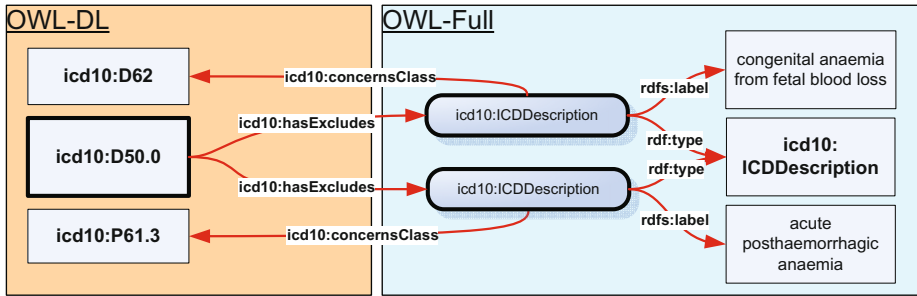 OWL-DL
OWL-Full
icd10:D62
icd10:concernsClass
congenital anaemia
from fetal blood loss
rdfs:label
icd10:hasExcludes
icd10:ICDDescription
icd10:D50.0
rdf:type
icd10:
ICDDescription
rdf:type
icd10:hasExcludes
icd10:ICDDescription
rdfs:label
icd10:P61.3
icd10:concernsClass
acute
posthaemorrhagic
anaemia